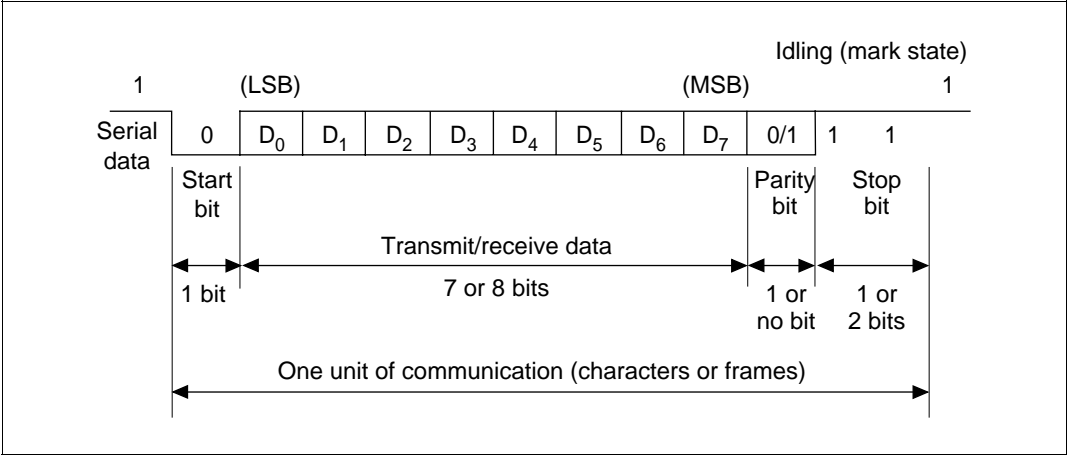 Idling (mark state)
1 (LSB) (MSB) 1
Serial data
0 D₀ D₁ D₂ D₃ D₄ D₅ D₆ D₇ 0/1 1 1
Start bit
Parity bit
Stop bit
Transmit/receive data
1 bit
7 or 8 bits
1 or no bit
1 or 2 bits
One unit of communication (characters or frames)